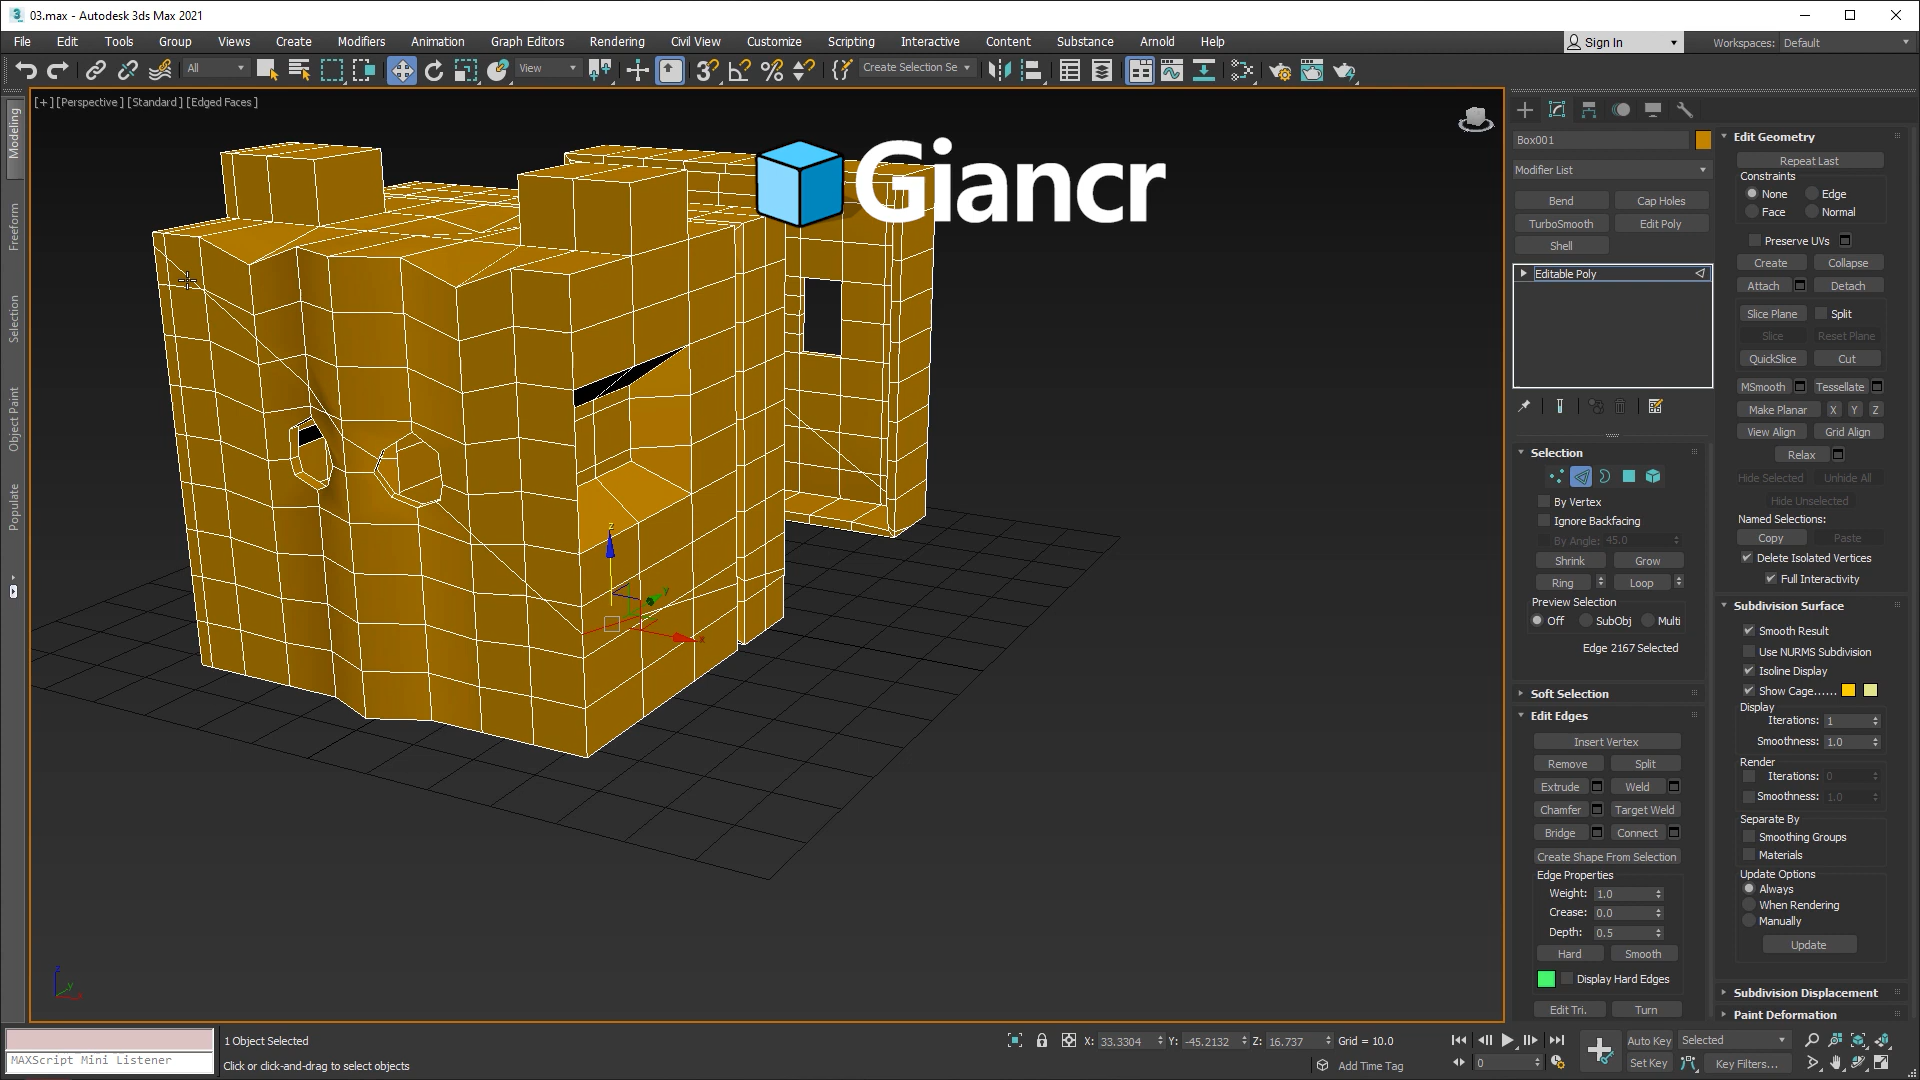 03.max - Autodesk 3ds Max 2021
File Edit Tools Group Views Create Modifiers Animation Graph Editors Rendering Civil View Customize Scripting Interactive Content Substance Arnold Help
Sign In
Workspaces: Default
All
View
Create Selection Se
[+] [Perspective] [Standard] [Edged Faces]
Giancr
Modeling
Freeform
Selection
Object Paint
Populate
Box001
Modifier List
Bend Cap Holes
TurboSmooth Edit Poly
Shell
Editable Poly
Selection
By Vertex
Ignore Backfacing
By Angle: 45.0
Shrink Grow
Ring Loop
Preview Selection
Off SubObj Multi
Edge 2167 Selected
Soft Selection
Edit Edges
Insert Vertex
Remove Split
Extrude Weld
Chamfer Target Weld
Bridge Connect
Create Shape From Selection
Edge Properties
Weight: 1.0
Crease: 0.0
Depth: 0.5
Hard Smooth
Display Hard Edges
Edit Tri. Turn
Edit Geometry
Repeat Last
Constraints
None Edge
Face Normal
Preserve UVs
Create Collapse
Attach Detach
Slice Plane Split
Slice Reset Plane
QuickSlice Cut
MSmooth Tessellate
Make Planar X Y Z
View Align Grid Align
Relax
Hide Selected Unhide All
Hide Unselected
Named Selections:
Copy Paste
Delete Isolated Vertices
Full Interactivity
Subdivision Surface
Smooth Result
Use NURMS Subdivision
Isoline Display
Show Cage......
Display
Iterations: 1
Smoothness: 1.0
Render
Iterations: 0
Smoothness: 1.0
Separate By
Smoothing Groups
Materials
Update Options
Always
When Rendering
Manually
Update
Subdivision Displacement
Paint Deformation
z
y
x
z
y
x
MAXScript Mini Listener
1 Object Selected
Click or click-and-drag to select objects
X: 33.3304 Y: -45.2132 Z: 16.737 Grid = 10.0
Add Time Tag
0
Auto Key Selected
Set Key Key Filters...